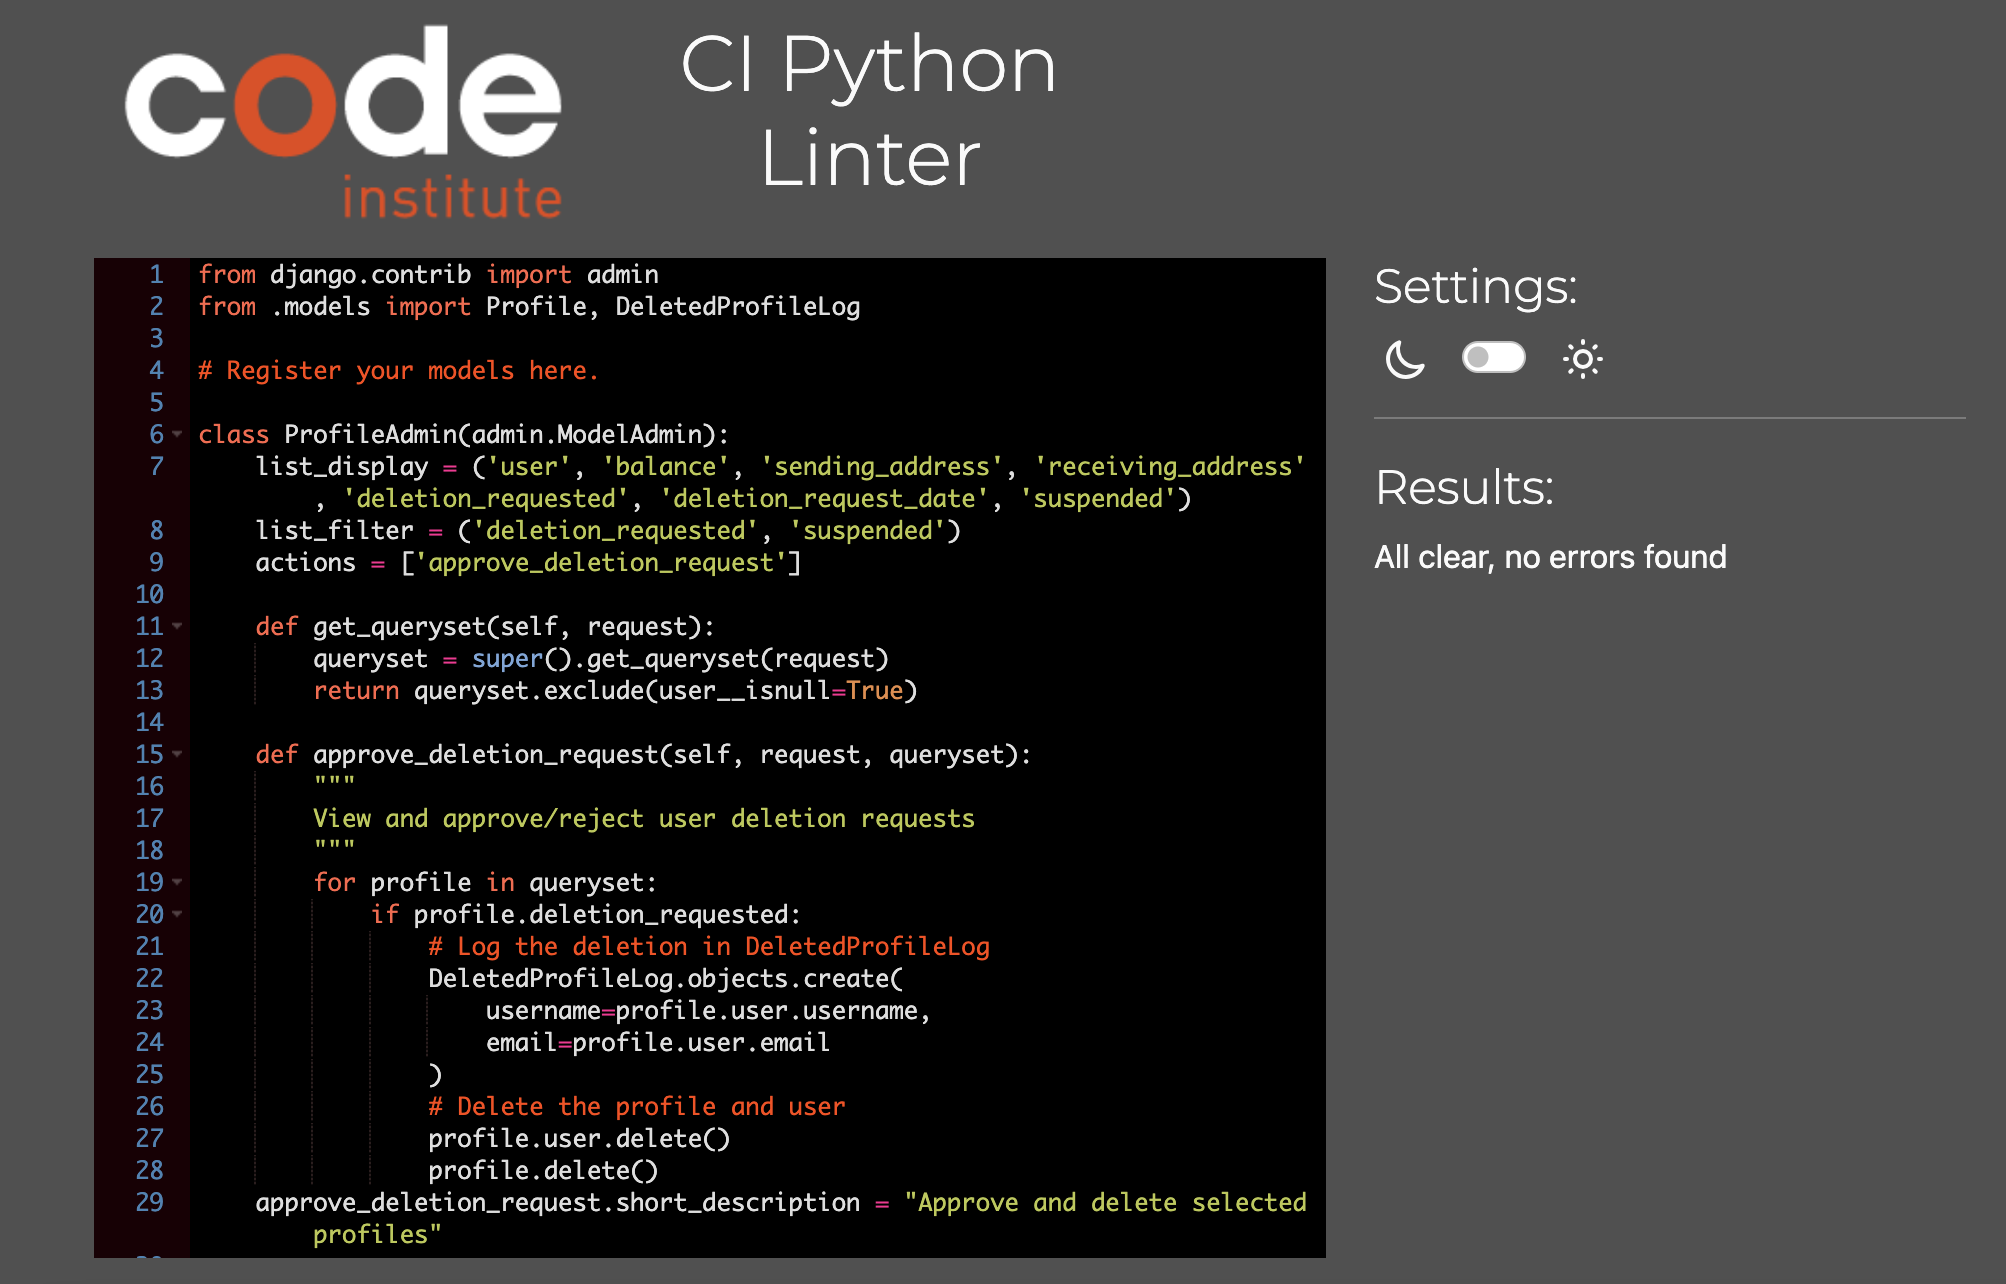 code
institute
CI Python
Linter
1 from django.contrib import admin
2 from .models import Profile, DeletedProfileLog
3
4 # Register your models here.
5
6 class ProfileAdmin(admin.ModelAdmin):
7     list_display = ('user', 'balance', 'sending_address', 'receiving_address'
        , 'deletion_requested', 'deletion_request_date', 'suspended')
8     list_filter = ('deletion_requested', 'suspended')
9     actions = ['approve_deletion_request']
10
11     def get_queryset(self, request):
12         queryset = super().get_queryset(request)
13         return queryset.exclude(user__isnull=True)
14
15     def approve_deletion_request(self, request, queryset):
16         """
17         View and approve/reject user deletion requests
18         """
19         for profile in queryset:
20             if profile.deletion_requested:
21                 # Log the deletion in DeletedProfileLog
22                 DeletedProfileLog.objects.create(
23                     username=profile.user.username,
24                     email=profile.user.email
25                 )
26                 # Delete the profile and user
27                 profile.user.delete()
28                 profile.delete()
29     approve_deletion_request.short_description = "Approve and delete selected
        profiles"
Settings:
Results:
All clear, no errors found